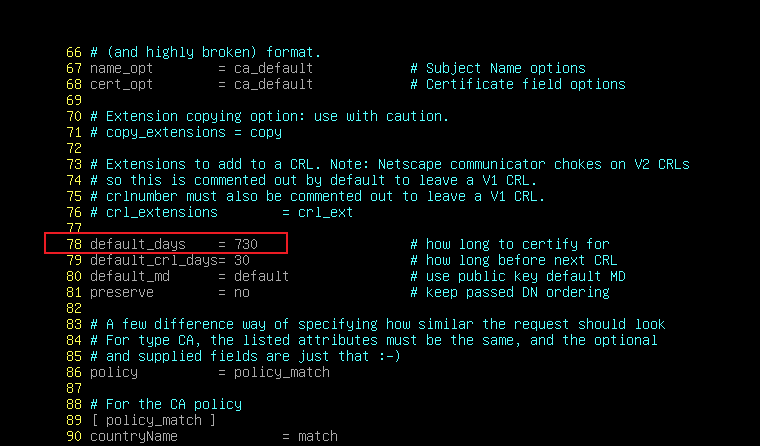 66 # (and highly broken) format.
67 name_opt        = ca_default            # Subject Name options
68 cert_opt        = ca_default            # Certificate field options
69
70 # Extension copying option: use with caution.
71 # copy_extensions = copy
72
73 # Extensions to add to a CRL. Note: Netscape communicator chokes on V2 CRLs
74 # so this is commented out by default to leave a V1 CRL.
75 # crlnumber must also be commented out to leave a V1 CRL.
76 # crl_extensions        = crl_ext
77
78 default_days    = 730                   # how long to certify for
79 default_crl_days= 30                    # how long before next CRL
80 default_md      = default               # use public key default MD
81 preserve        = no                    # keep passed DN ordering
82
83 # A few difference way of specifying how similar the request should look
84 # For type CA, the listed attributes must be the same, and the optional
85 # and supplied fields are just that :-)
86 policy          = policy_match
87
88 # For the CA policy
89 [ policy_match ]
90 countryName             = match